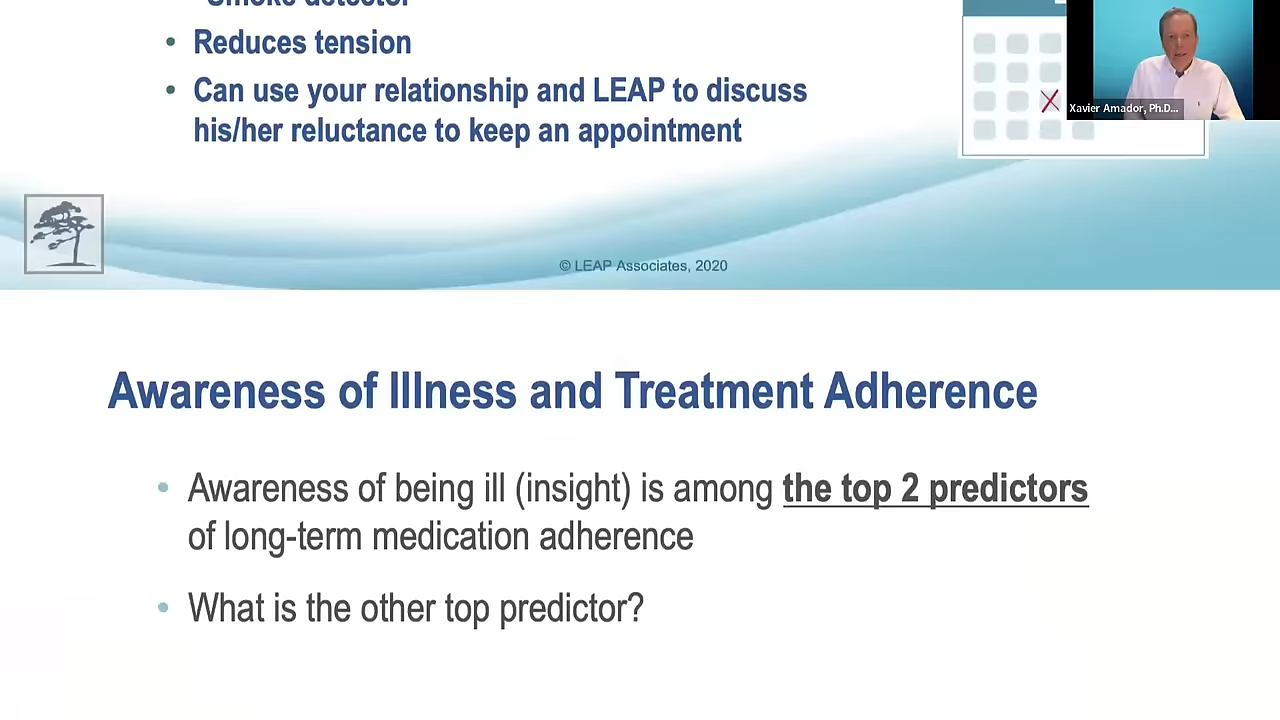 "Smoke detector"
• Reduces tension
• Can use your relationship and LEAP to discuss
his/her reluctance to keep an appointment
Xavier Amador, Ph.D...
© LEAP Associates, 2020
Awareness of Illness and Treatment Adherence
• Awareness of being ill (insight) is among the top 2 predictors
of long-term medication adherence
• What is the other top predictor?